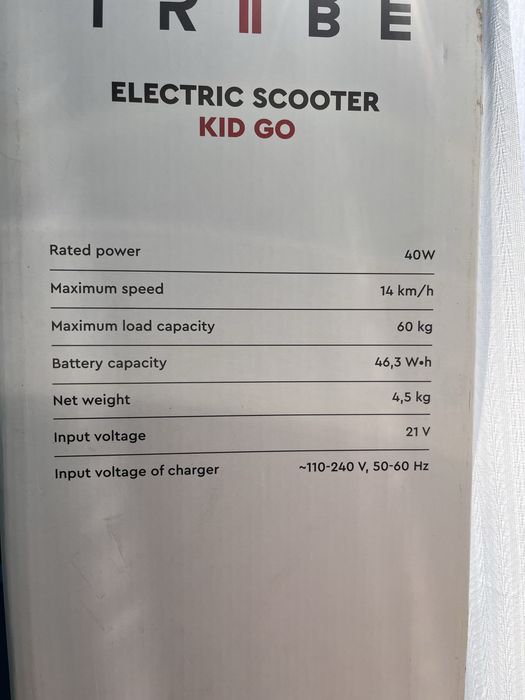 TRIBE
ELECTRIC SCOOTER
KID GO
Rated power 40W
Maximum speed 14 km/h
Maximum load capacity 60 kg
Battery capacity 46,3 W•h
Net weight 4,5 kg
Input voltage 21 V
Input voltage of charger ~110-240 V, 50-60 Hz